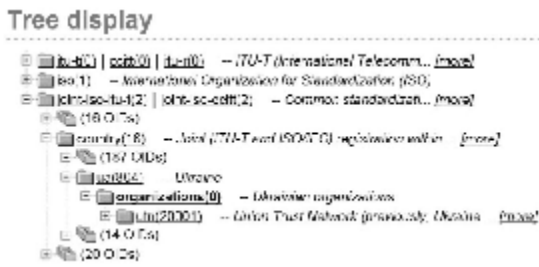 Tree display
itu-t(0) | ccitt(0) | itu-r(0) -- ITU-T (International Telecomm... [more]
iso(1) -- International Organization for Standardization (ISO)
joint-iso-itu-t(2) | joint-iso-ccitt(2) -- Common standardizati... [more]
(16 OIDs)
country(16) -- Joint (ITU-T and ISO/IEC) registration within [more]
(187 OIDs)
ua(804) -- Ukraine
organizations(0) -- Ukrainian organizations
utn(20001) -- Union Trust Network (previously, Ukraine [more]
(14 OIDs)
(20 OIDs)